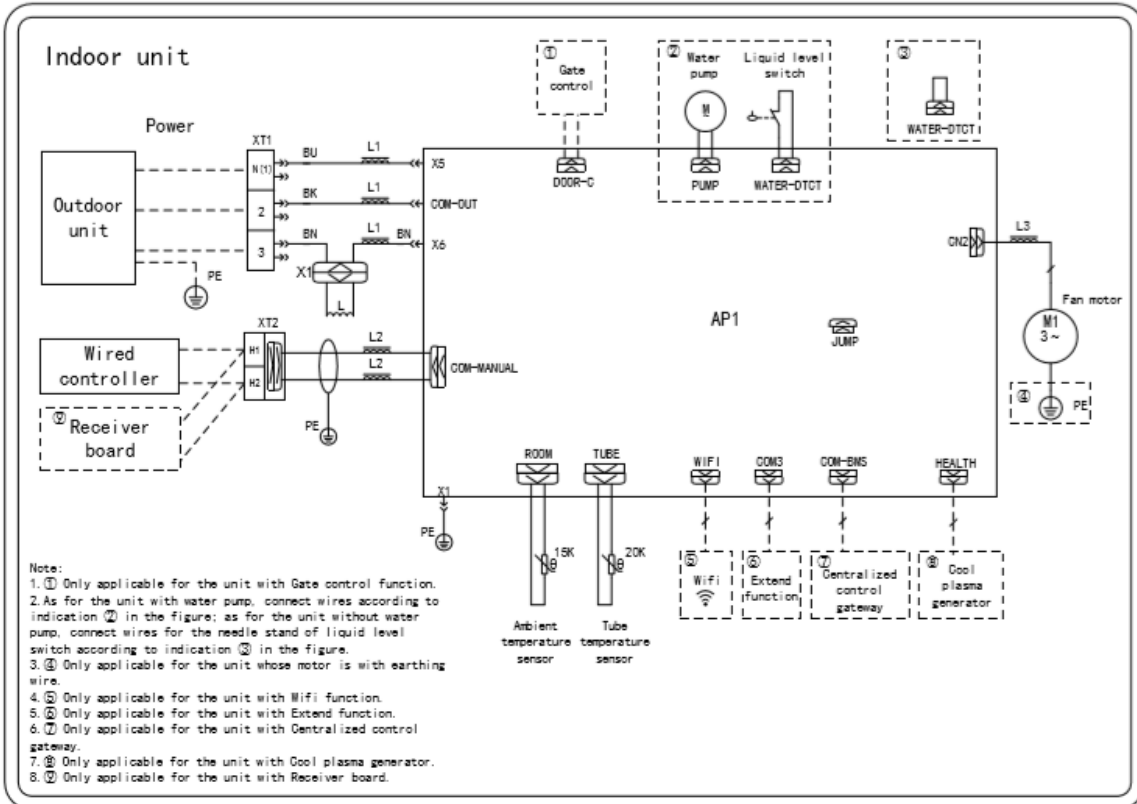 Indoor unit
Power
Outdoor
unit
XT1
N(1)
2
3
BU
BK
BN
L1
L1
L1
BN
X5
COM-OUT
X6
X1
L
PE
Wired
controller
⑨
Receiver
board
XT2
H1
H2
L2
L2
PE
COM-MANUAL
①
Gate
control
DOOR-C
②
Water
pump
Liquid level
switch
M
PUMP
WATER-DTCT
③
WATER-DTCT
CN2
L3
Fan motor
M1
3~
④
PE
AP1
JUMP
X1
PE
ROOM
TUBE
WIFI
COM3
COM-BMS
HEALTH
15K
θ
20K
θ
Ambient
temperature
sensor
Tube
temperature
sensor
⑤
Wifi
⑥
Extend
function
⑦
Centralized
control
gateway
⑧
Cool
plasma
generator
Note:
1. ① Only applicable for the unit with Gate control function.
2. As for the unit with water pump, connect wires according to
indication ② in the figure; as for the unit without water
pump, connect wires for the needle stand of liquid level
switch according to indication ③ in the figure.
3. ④ Only applicable for the unit whose motor is with earthing
wire.
4. ⑤ Only applicable for the unit with Wifi function.
5. ⑥ Only applicable for the unit with Extend function.
6. ⑦ Only applicable for the unit with Centralized control
gateway.
7. ⑧ Only applicable for the unit with Cool plasma generator.
8. ⑨ Only applicable for the unit with Receiver board.